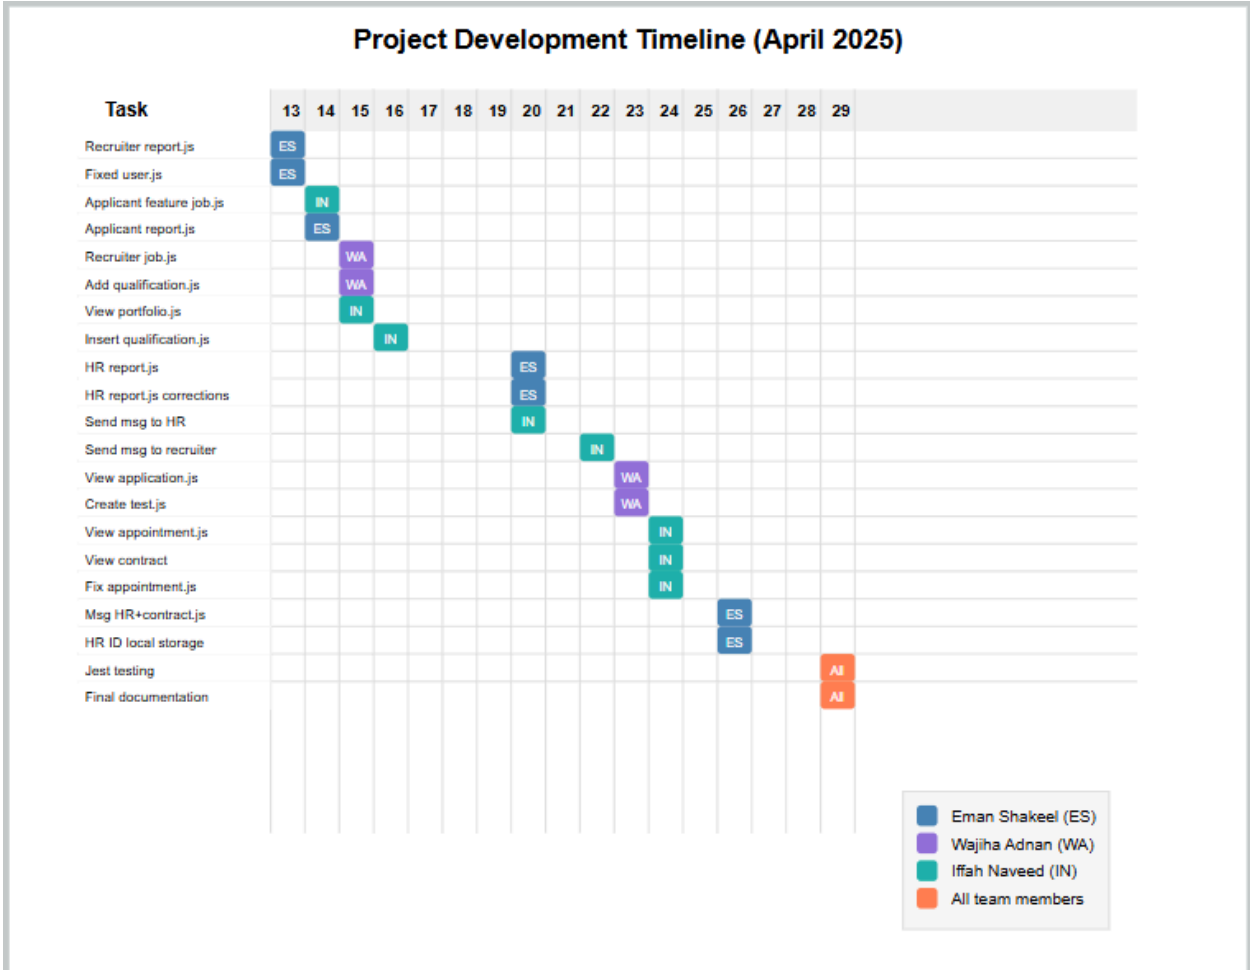 Project Development Timeline (April 2025)
Task 13 14 15 16 17 18 19 20 21 22 23 24 25 26 27 28 29
Recruiter report.js ES
Fixed user.js ES
Applicant feature job.js IN
Applicant report.js ES
Recruiter job.js WA
Add qualification.js WA
View portfolio.js IN
Insert qualification.js IN
HR report.js ES
HR report.js corrections ES
Send msg to HR IN
Send msg to recruiter IN
View application.js WA
Create test.js WA
View appointment.js IN
View contract IN
Fix appointment.js IN
Msg HR+contract.js ES
HR ID local storage ES
Jest testing All
Final documentation All
Eman Shakeel (ES)
Wajiha Adnan (WA)
Iffah Naveed (IN)
All team members